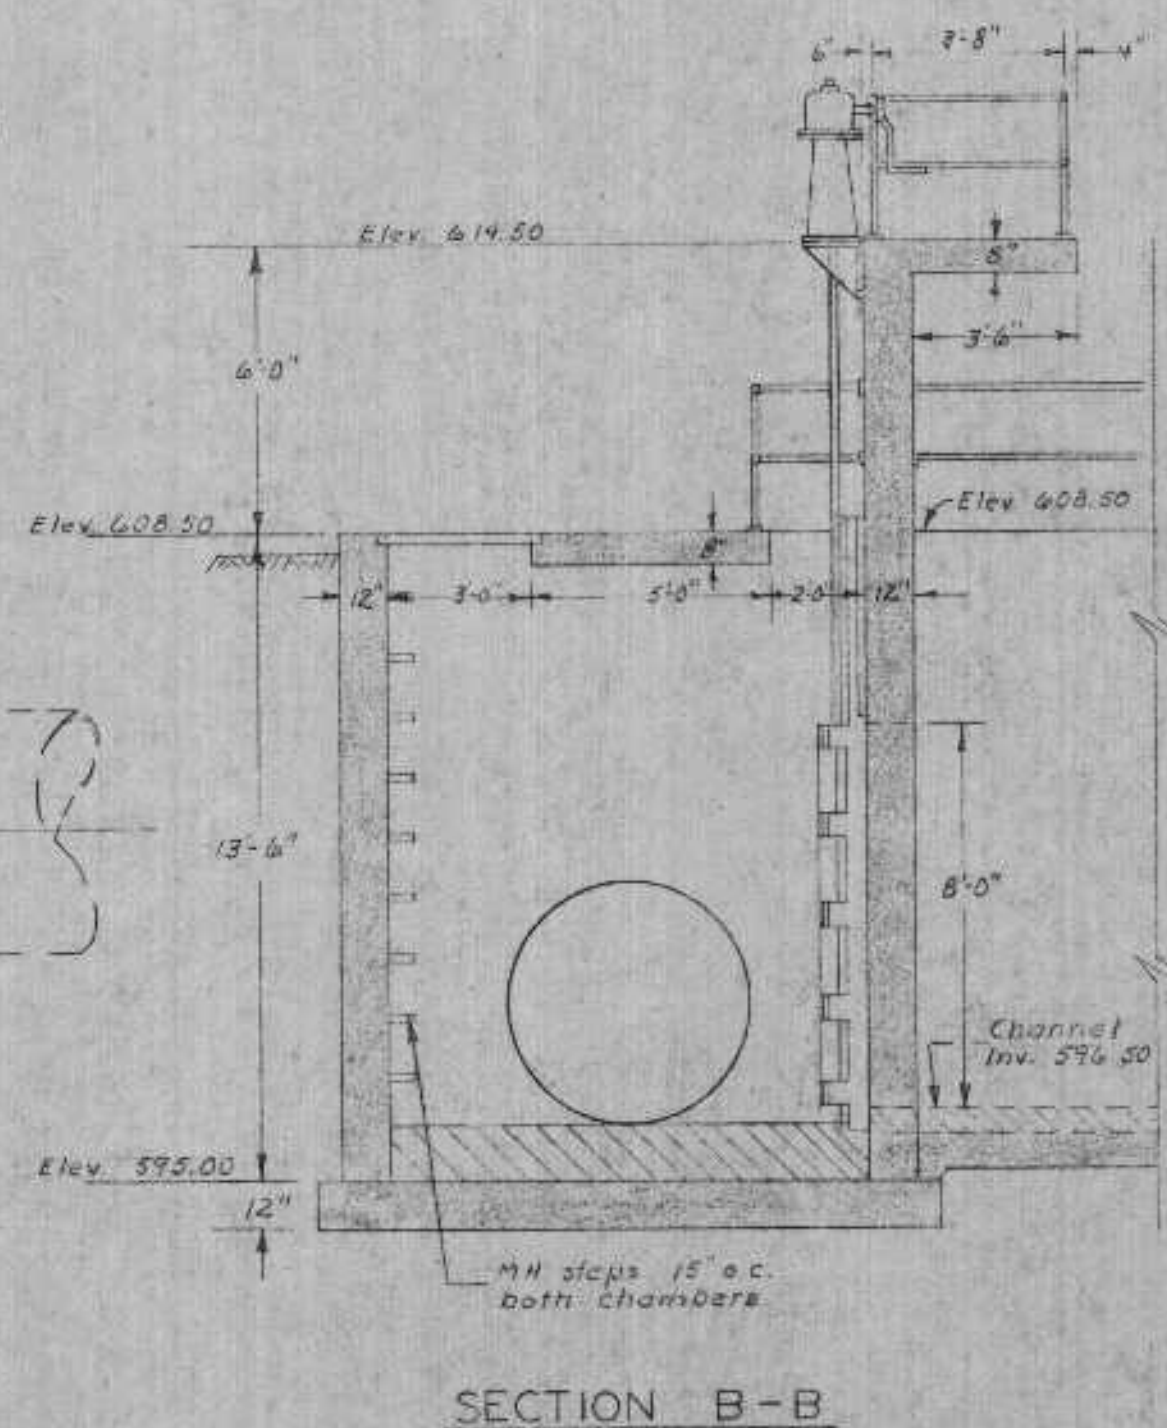 6" 3'-8" 4"
Elev. 614.50
8"
3'-6"
6'-0"
Elev. 608.50
Elev. 608.50
8"
12" 3'-0" 5'-0" 2'-0" 12"
13'-6"
8'-0"
Channel
Inv. 596.50
Elev. 595.00
12"
MH steps 15" o.c.
both chambers
SECTION B-B